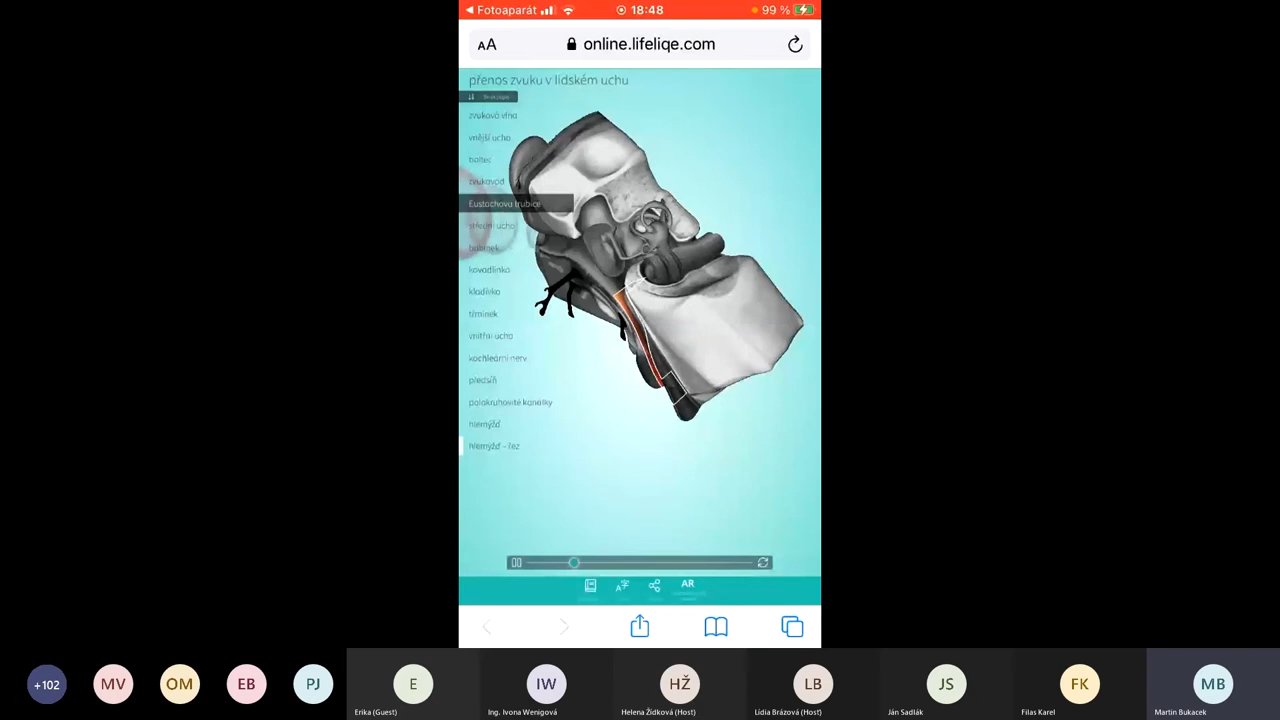 Fotoaparát
18:48
99 %
AA
online.lifeliqe.com
přenos zvuku v lidském uchu
zvuková vlna
vnější ucho
boltec
zvukovod
Eustachova trubice
střední ucho
bubínek
kovadlinka
kladívko
třmínek
vnitřní ucho
kochleární nerv
předsíň
polokruhovité kanálky
hlemýžď
hlemýžď - řez
AR
+102
MV
OM
EB
PJ
E
Erika (Guest)
IW
Ing. Ivona Wenigová
HŽ
Helena Žídková (Host)
LB
Lídia Brázová (Host)
JS
Ján Sadlák
FK
Filas Karel
MB
Martin Bukacek